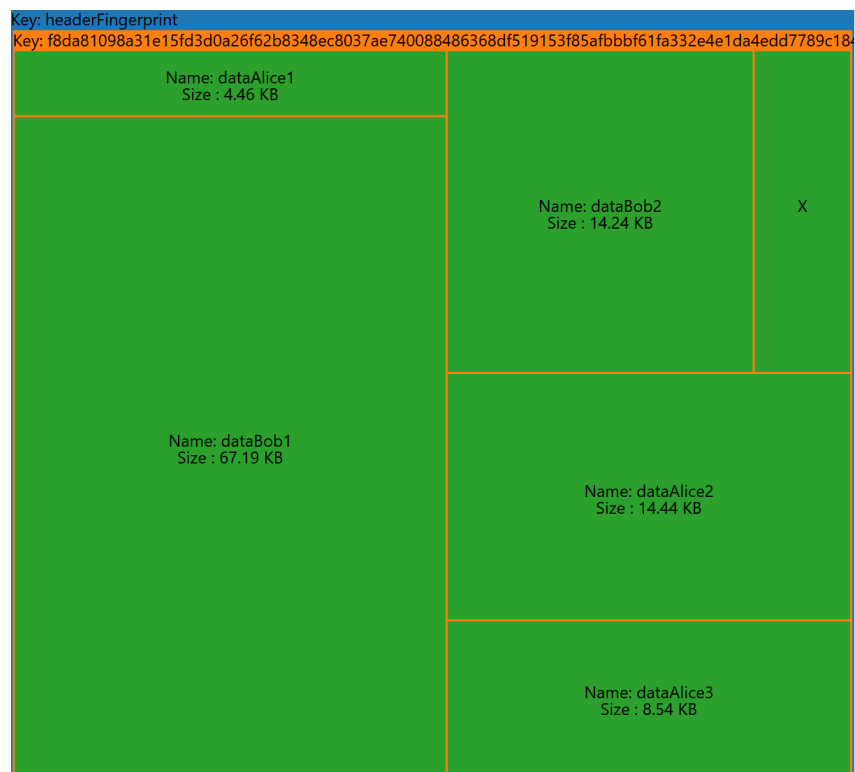 Key: headerFingerprint
Key: f8da81098a31e15fd3d0a26f62b8348ec8037ae740088486368df519153f85afbbbf61fa332e4e1da4edd7789c184
Name: dataAlice1
Size : 4.46 KB
Name: dataBob2
Size : 14.24 KB
X
Name: dataBob1
Size : 67.19 KB
Name: dataAlice2
Size : 14.44 KB
Name: dataAlice3
Size : 8.54 KB